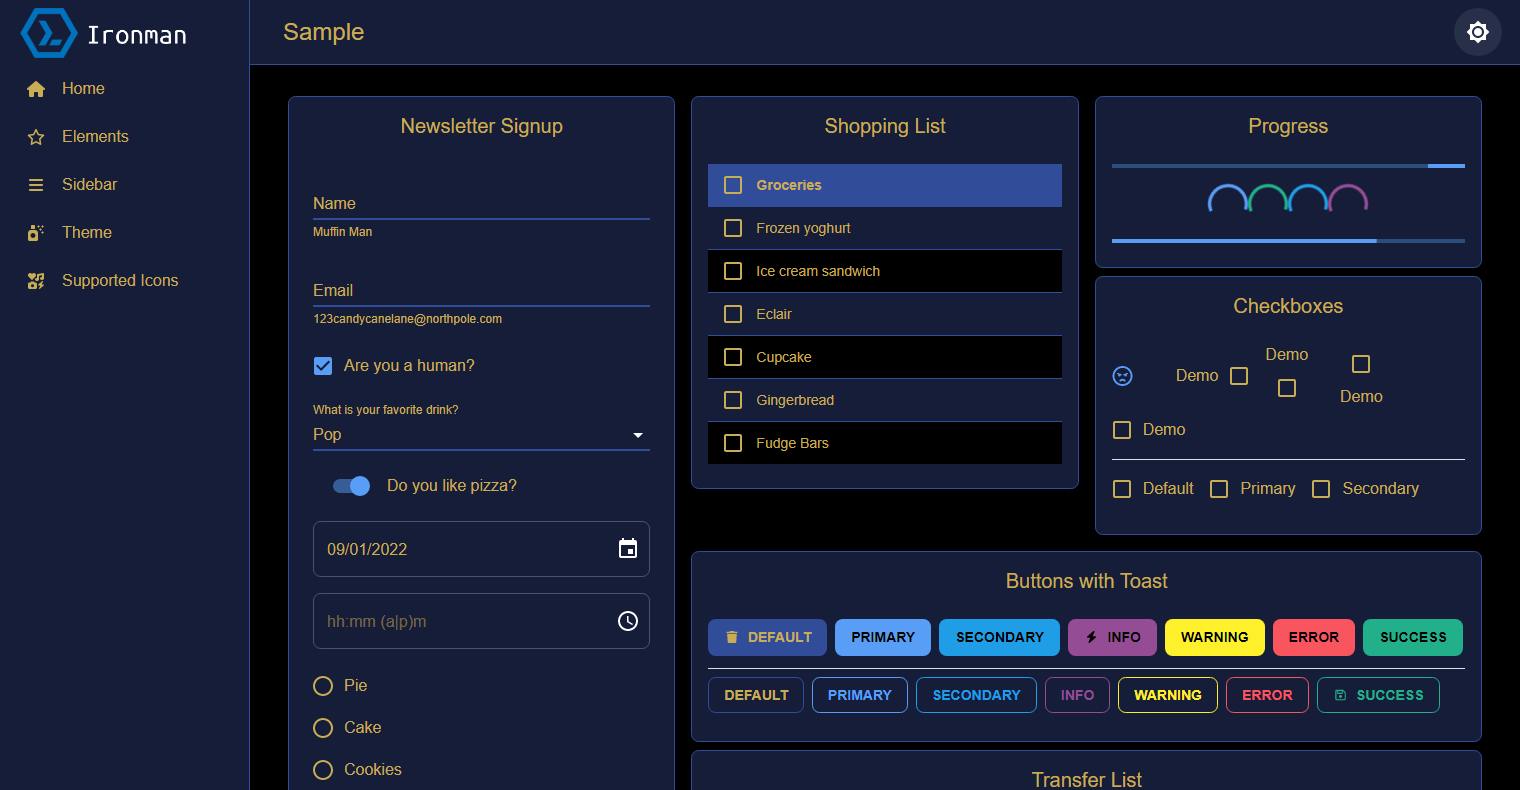 Ironman
Home
Elements
Sidebar
Theme
Supported Icons
Sample
Newsletter Signup
Name
Muffin Man
Email
123candycanelane@northpole.com
Are you a human?
What is your favorite drink?
Pop
Do you like pizza?
09/01/2022
hh:mm (a|p)m
Pie
Cake
Cookies
Shopping List
Groceries
Frozen yoghurt
Ice cream sandwich
Eclair
Cupcake
Gingerbread
Fudge Bars
Progress
Checkboxes
Demo
Demo
Demo
Demo
Default Primary Secondary
Buttons with Toast
DEFAULT PRIMARY SECONDARY INFO WARNING ERROR SUCCESS
DEFAULT PRIMARY SECONDARY INFO WARNING ERROR SUCCESS
Transfer List